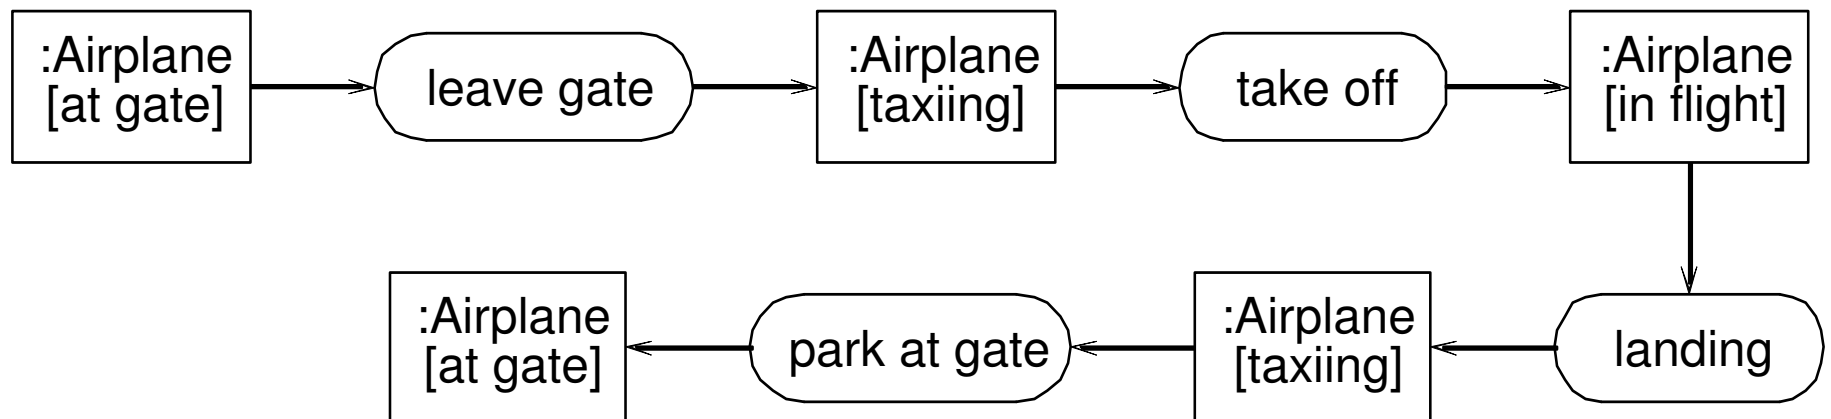 :Airplane
[at gate]
leave gate
:Airplane
[taxiing]
take off
:Airplane
[in flight]
landing
:Airplane
[taxiing]
park at gate
:Airplane
[at gate]